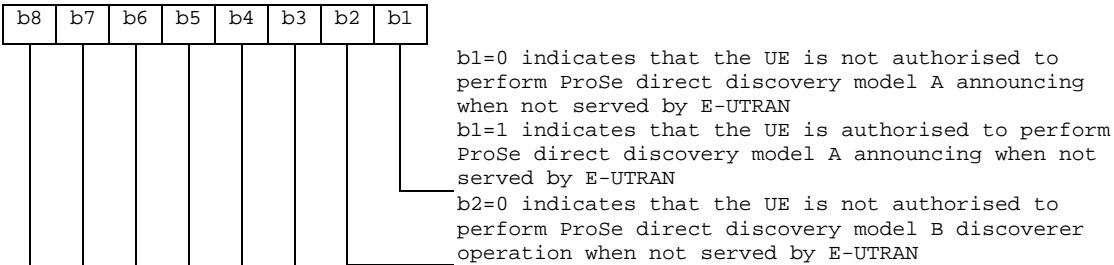 b8 b7 b6 b5 b4 b3 b2 b1
b1=0 indicates that the UE is not authorised to
perform ProSe direct discovery model A announcing
when not served by E-UTRAN
b1=1 indicates that the UE is authorised to perform
ProSe direct discovery model A announcing when not
served by E-UTRAN
b2=0 indicates that the UE is not authorised to
perform ProSe direct discovery model B discoverer
operation when not served by E-UTRAN